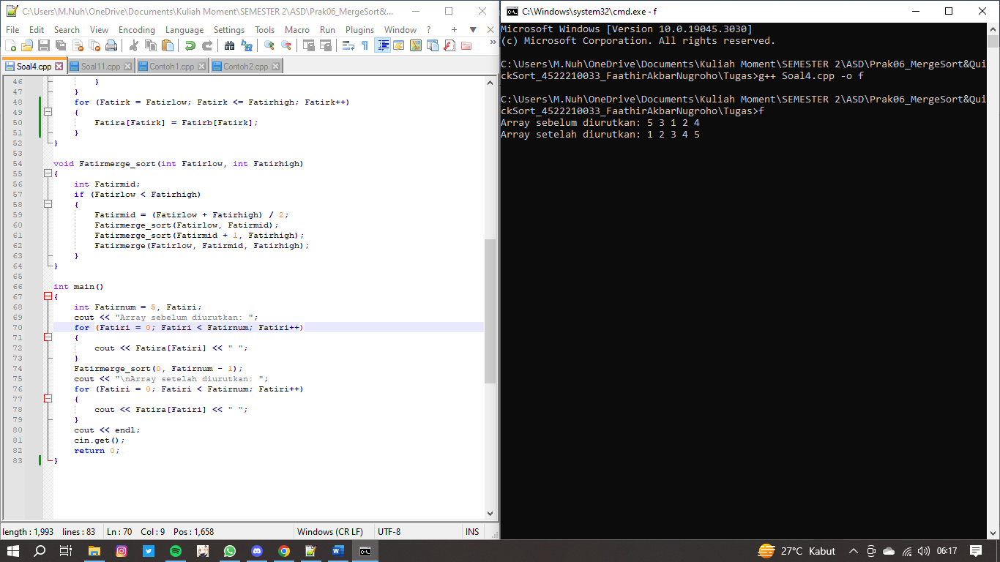 C:\Users\M.Nuh\OneDrive\Documents\Kuliah Moment\SEMESTER 2\ASD\Prak06_MergeSort&...
File Edit Search View Encoding Language Settings Tools Macro Run Plugins Window ? + ▼ X
Soal4.cpp Soal11.cpp Contoh1.cpp Contoh2.cpp
46 }
47 }
48 for (Fatirk = Fatirlow; Fatirk <= Fatirhigh; Fatirk++)
49 {
50 Fatira[Fatirk] = Fatirb[Fatirk];
51 }
52 }
53
54 void Fatirmerge_sort(int Fatirlow, int Fatirhigh)
55 {
56 int Fatirmid;
57 if (Fatirlow < Fatirhigh)
58 {
59 Fatirmid = (Fatirlow + Fatirhigh) / 2;
60 Fatirmerge_sort(Fatirlow, Fatirmid);
61 Fatirmerge_sort(Fatirmid + 1, Fatirhigh);
62 Fatirmerge(Fatirlow, Fatirmid, Fatirhigh);
63 }
64 }
65
66 int main()
67 {
68 int Fatirnum = 5, Fatiri;
69 cout << "Array sebelum diurutkan: ";
70 for (Fatiri = 0; Fatiri < Fatirnum; Fatiri++)
71 {
72 cout << Fatira[Fatiri] << " ";
73 }
74 Fatirmerge_sort(0, Fatirnum - 1);
75 cout << "\nArray setelah diurutkan: ";
76 for (Fatiri = 0; Fatiri < Fatirnum; Fatiri++)
77 {
78 cout << Fatira[Fatiri] << " ";
79 }
80 cout << endl;
81 cin.get();
82 return 0;
83 }
length : 1,993 lines : 83 Ln : 70 Col : 9 Pos : 1,658 Windows (CR LF) UTF-8 INS
C:\Windows\system32\cmd.exe - f
Microsoft Windows [Version 10.0.19045.3030]
(c) Microsoft Corporation. All rights reserved.
C:\Users\M.Nuh\OneDrive\Documents\Kuliah Moment\SEMESTER 2\ASD\Prak06_MergeSort&Qui
ckSort_4522210033_FaathirAkbarNugroho\Tugas>g++ Soal4.cpp -o f
C:\Users\M.Nuh\OneDrive\Documents\Kuliah Moment\SEMESTER 2\ASD\Prak06_MergeSort&Qui
ckSort_4522210033_FaathirAkbarNugroho\Tugas>f
Array sebelum diurutkan: 5 3 1 2 4
Array setelah diurutkan: 1 2 3 4 5
27°C Kabut 06:17